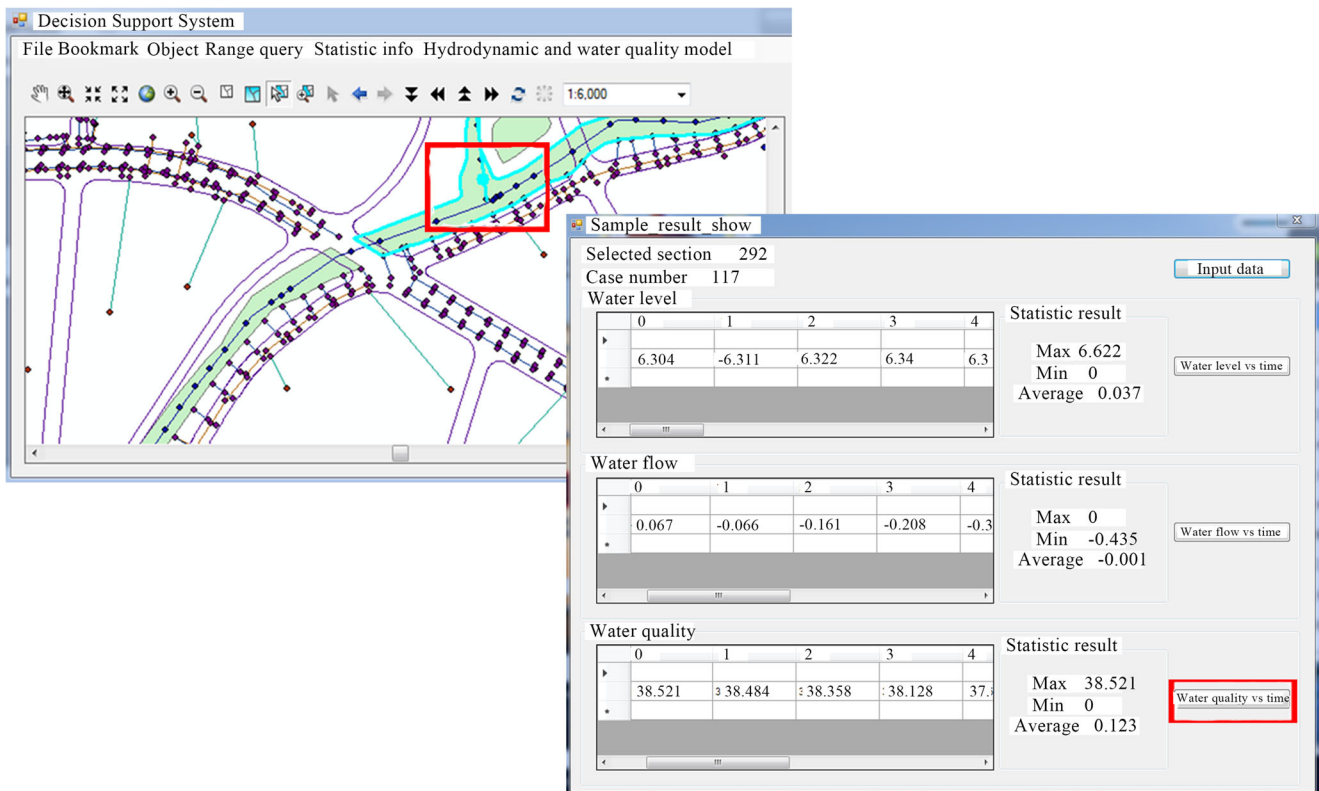 Decision Support System
File Bookmark Object Range query Statistic info Hydrodynamic and water quality model
1:6,000
Sample_result_show
Selected section 292
Case number 117
Input data
Water level
0 1 2 3 4
6.304 -6.311 6.322 6.34 6.3
Statistic result
Max 6.622
Min 0
Average 0.037
Water level vs time
Water flow
0 1 2 3 4
0.067 -0.066 -0.161 -0.208 -0.3
Statistic result
Max 0
Min -0.435
Average -0.001
Water flow vs time
Water quality
0 1 2 3 4
38.521 38.484 38.358 38.128 37.
Statistic result
Max 38.521
Min 0
Average 0.123
Water quality vs time